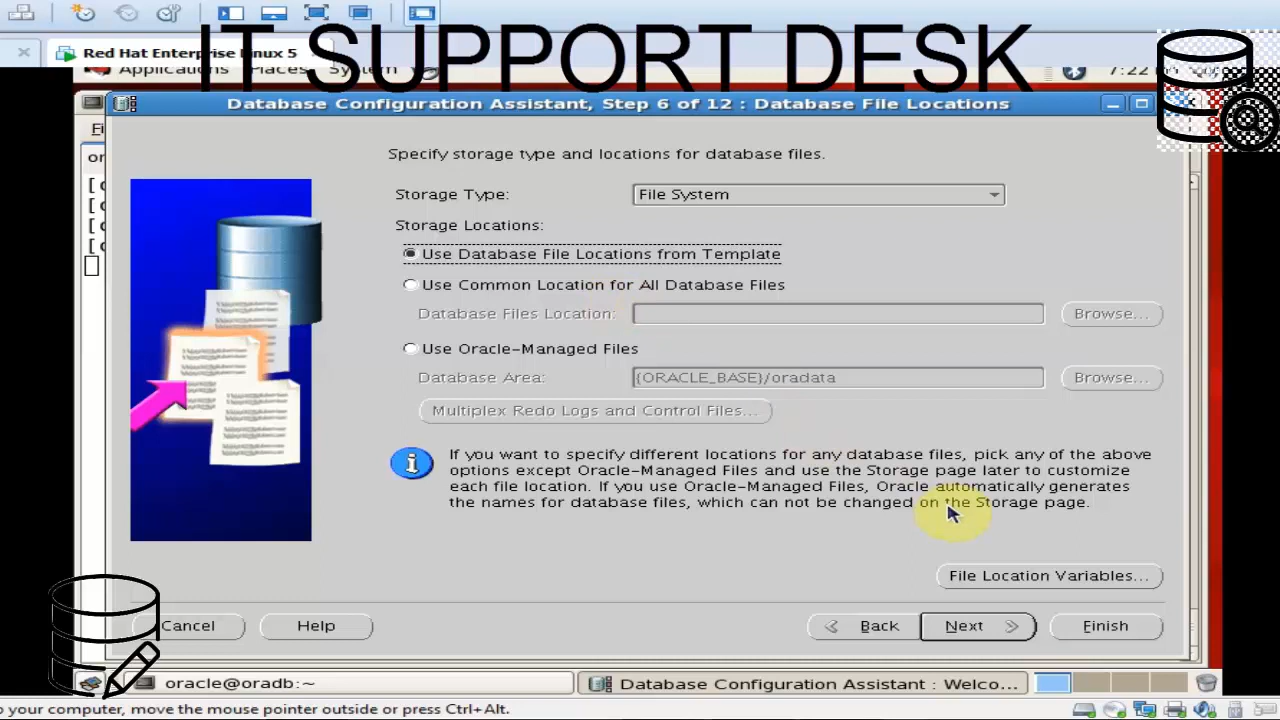 IT SUPPORT DESK
Red Hat Enterprise Linux 5
Applications Places System
7:22
Database Configuration Assistant, Step 6 of 12 : Database File Locations
Specify storage type and locations for database files.
Storage Type: File System
Storage Locations:
Use Database File Locations from Template
Use Common Location for All Database Files
Database Files Location: Browse...
Use Oracle-Managed Files
Database Area: {ORACLE_BASE}/oradata Browse...
Multiplex Redo Logs and Control Files...
If you want to specify different locations for any database files, pick any of the above
options except Oracle-Managed Files and use the Storage page later to customize
each file location. If you use Oracle-Managed Files, Oracle automatically generates
the names for database files, which can not be changed on the Storage page.
File Location Variables...
Cancel Help Back Next Finish
oracle@oradb:~ Database Configuration Assistant : Welco...
your computer, move the mouse pointer outside or press Ctrl+Alt.